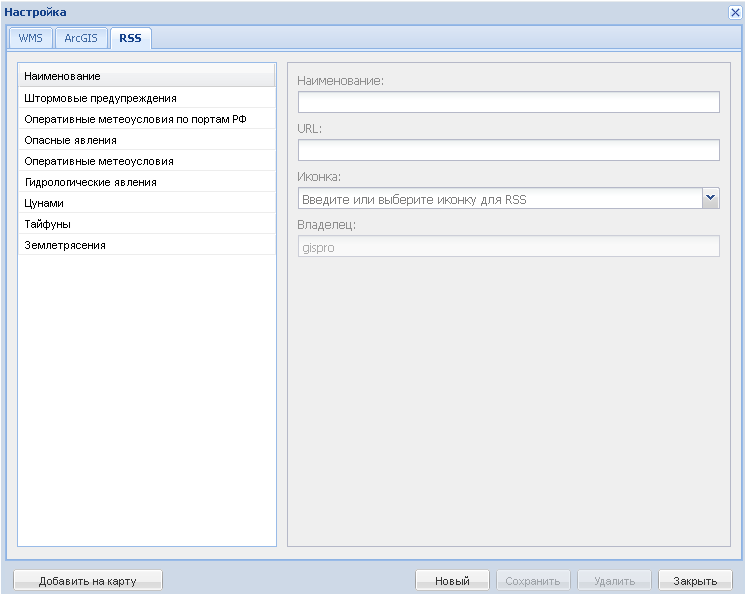 Настройка
WMS ArcGIS RSS
Наименование
Штормовые предупреждения
Оперативные метеоусловия по портам РФ
Опасные явления
Оперативные метеоусловия
Гидрологические явления
Цунами
Тайфуны
Землетрясения
Наименование:
URL:
Иконка:
Введите или выберите иконку для RSS
Владелец:
gispro
Добавить на карту Новый Сохранить Удалить Закрыть